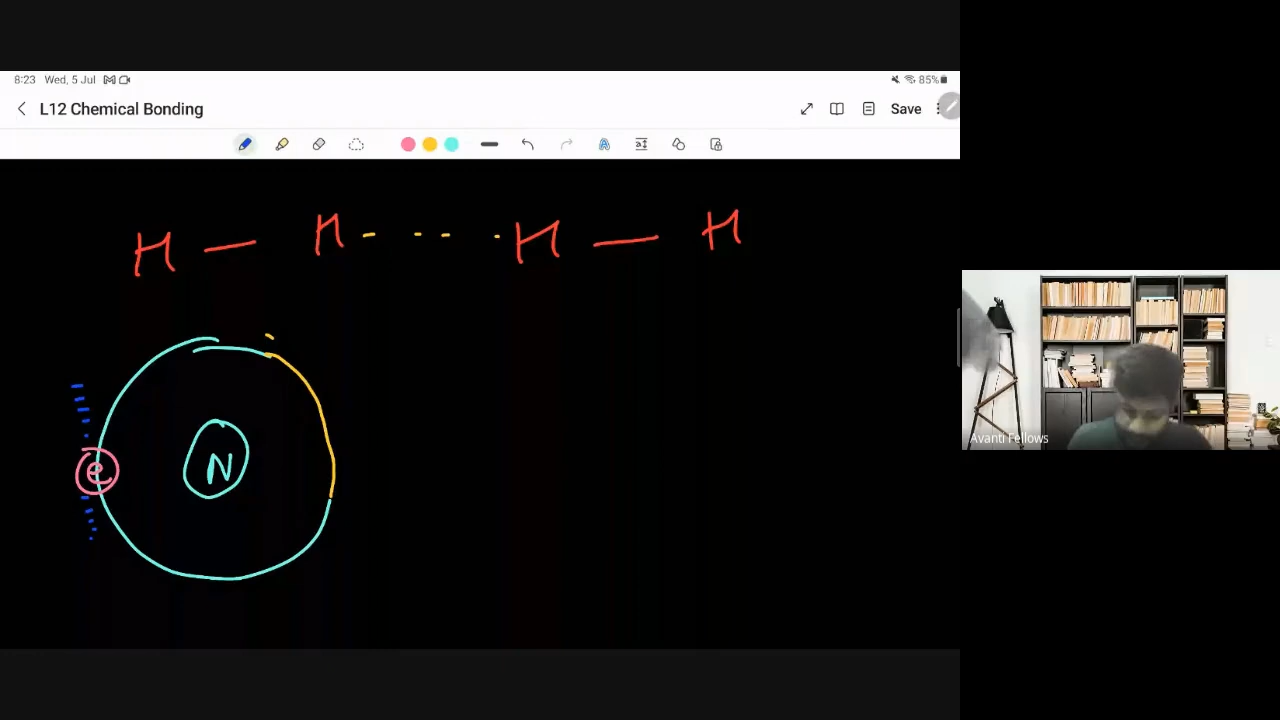 8:23 Wed, 5 Jul 85%
L12 Chemical Bonding Save
H — H - - - - H — H
N
e
Avanti Fellows